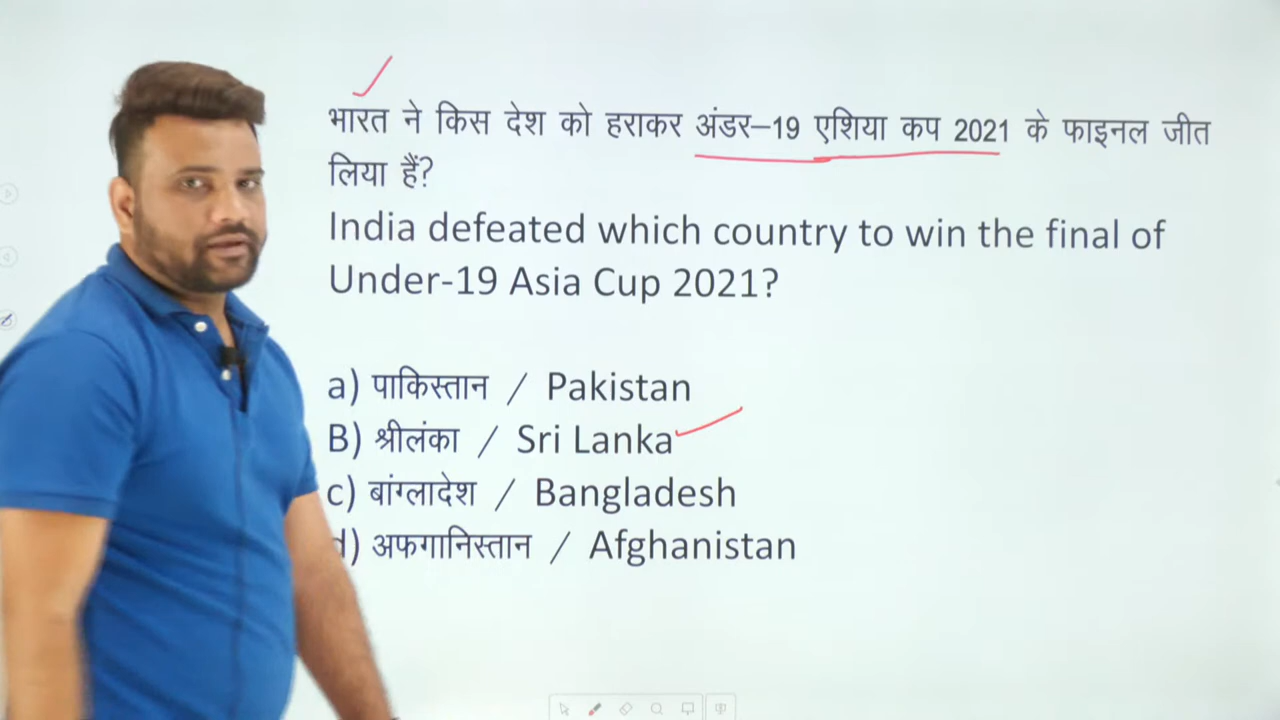 भारत ने किस देश को हराकर अंडर–19 एशिया कप 2021 के फाइनल जीत
लिया हैं?
India defeated which country to win the final of
Under-19 Asia Cup 2021?
a) पाकिस्तान / Pakistan
B) श्रीलंका / Sri Lanka
c) बांग्लादेश / Bangladesh
d) अफगानिस्तान / Afghanistan